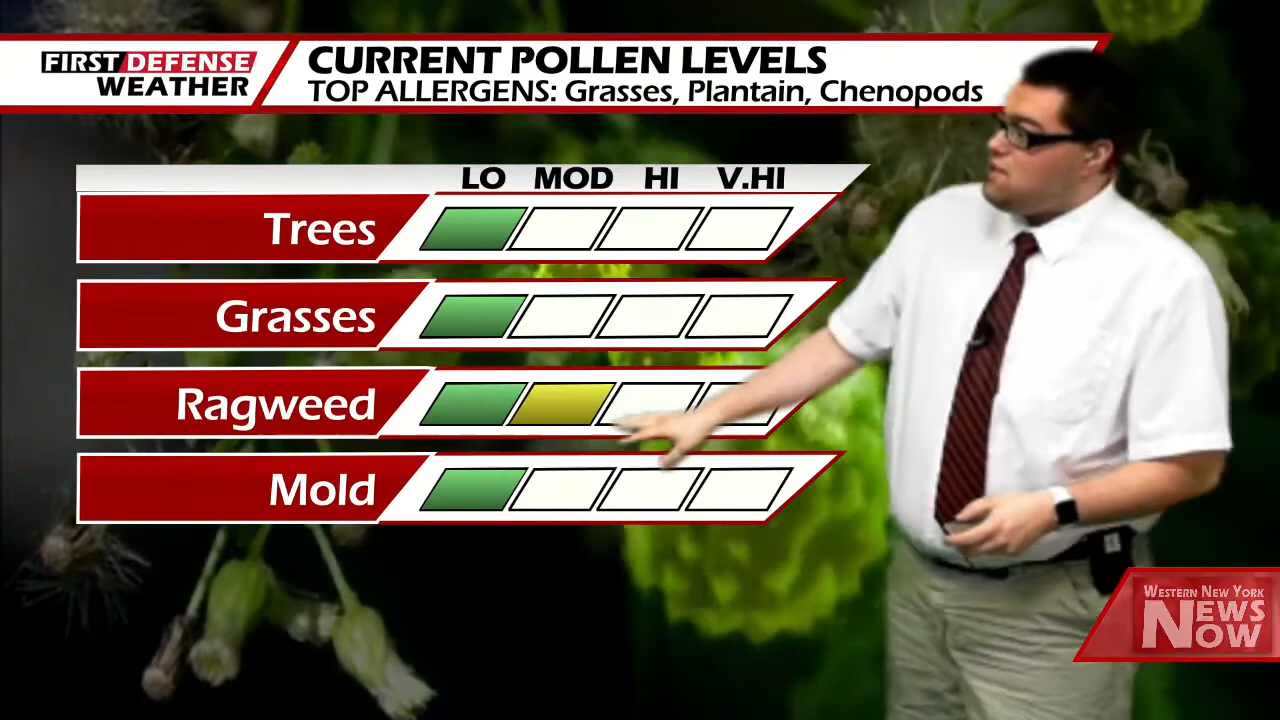 FIRST DEFENSE
WEATHER
CURRENT POLLEN LEVELS
TOP ALLERGENS: Grasses, Plantain, Chenopods
LO MOD HI V.HI
Trees
Grasses
Ragweed
Mold
WESTERN NEW YORK
NEWS
NOW